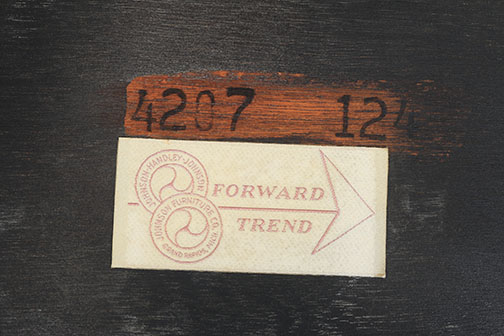 4207 124
JOHNSON-HANDLEY-JOHNSON
JOHNSON FURNITURE CO.
GRAND RAPIDS, MICH.
FORWARD
TREND